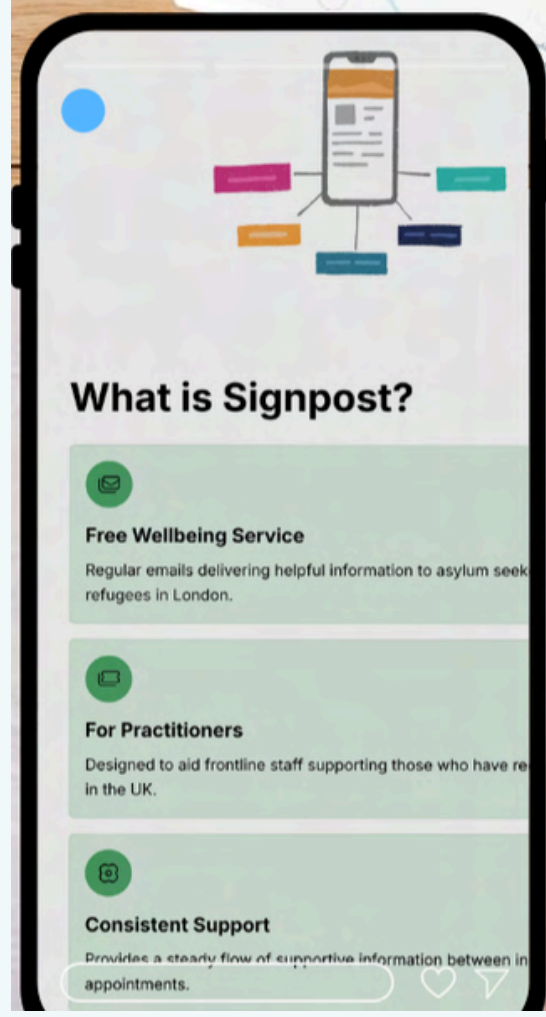 What is Signpost?
Free Wellbeing Service
Regular emails delivering helpful information to asylum seek
refugees in London.
For Practitioners
Designed to aid frontline staff supporting those who have re
in the UK.
Consistent Support
Provides a steady flow of supportive information between in
appointments.